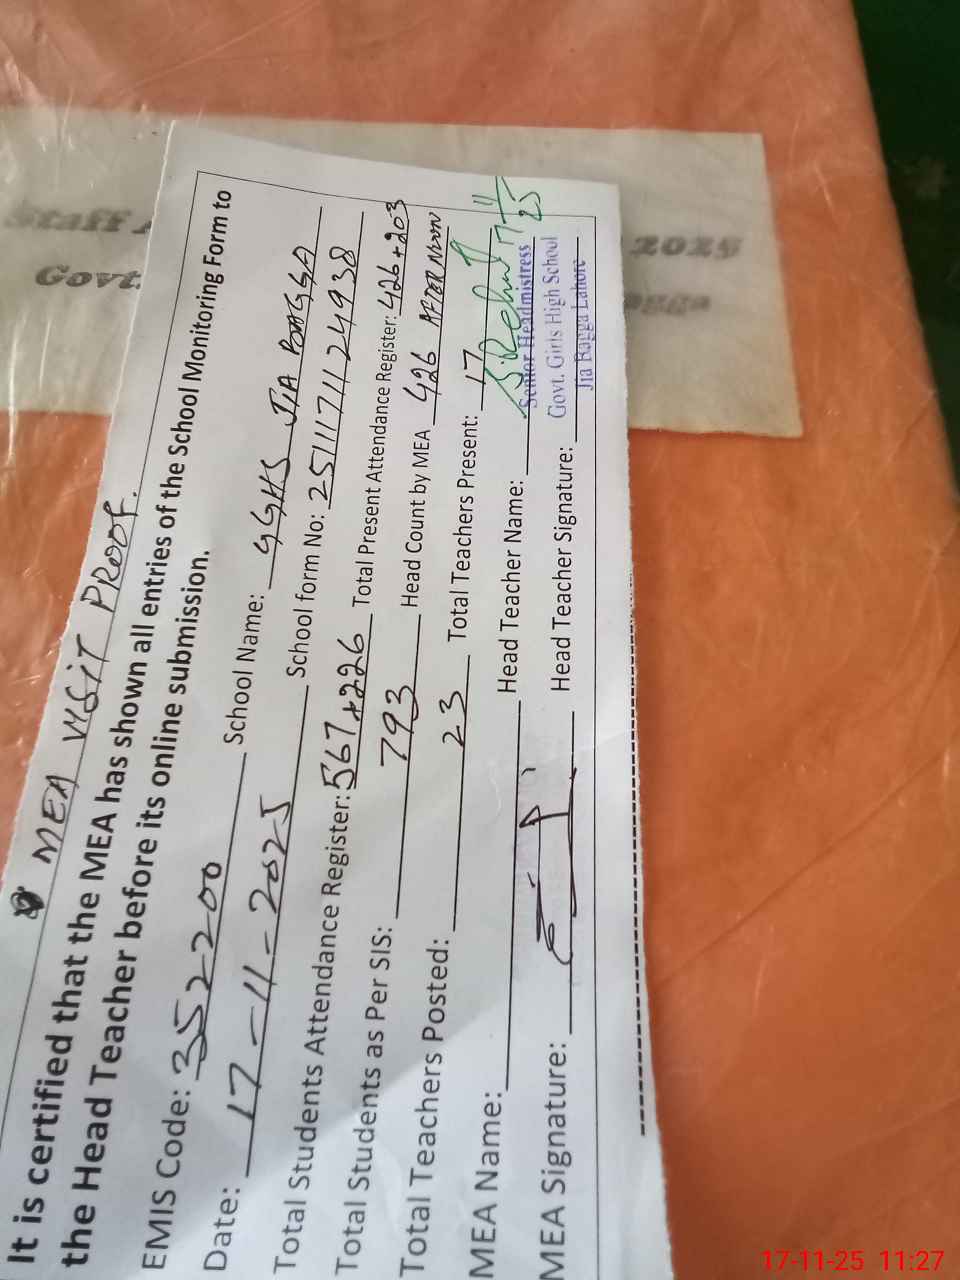 MEA VISIT PROOF.
It is certified that the MEA has shown all entries of the School Monitoring Form to
the Head Teacher before its online submission.
EMIS Code: 352200 School Name: GGHS JIA BAGGA
Date: 17-11-2025 School form No: 2511171124938
Total Students Attendance Register: 567+226 Total Present Attendance Register: 426+203
Total Students as Per SIS: 793 Head Count by MEA 426 AFTER NOON
Total Teachers Posted: 23 Total Teachers Present: 17
MEA Name: Head Teacher Name:
MEA Signature: Head Teacher Signature:
17/11/25
Senior Headmistress
Govt. Girls High School
Jia Bagga Lahore
Staff 2025
Govt. agga
17-11-25 11:27